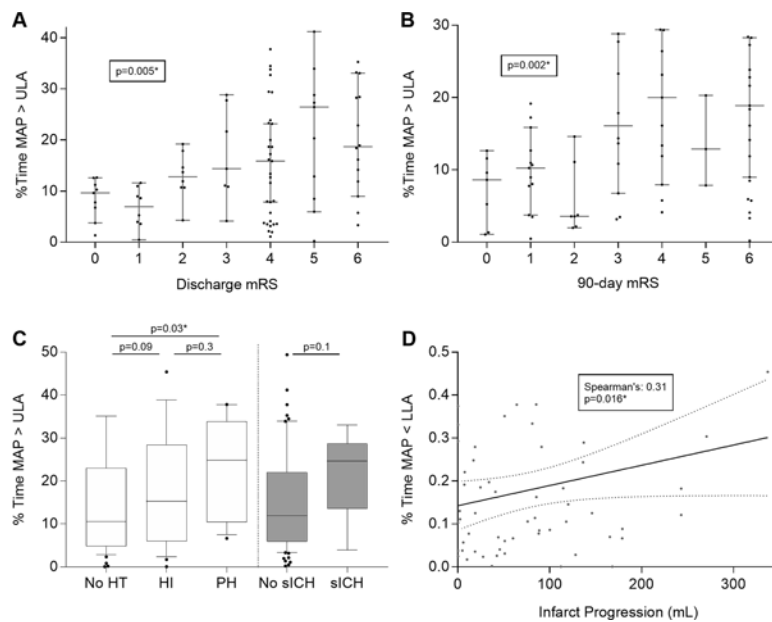 A
%Time MAP > ULA
40
30
20
10
0
p=0.005*
0 1 2 3 4 5 6
Discharge mRS
B
%Time MAP > ULA
30
20
10
0
p=0.002*
0 1 2 3 4 5 6
90-day mRS
C
% Time MAP > ULA
50
40
30
20
10
0
p=0.03*
p=0.09 p=0.3 p=0.1
No HT HI PH No sICH sICH
D
% Time MAP < LLA
0.5
0.4
0.3
0.2
0.1
0.0
Spearman's: 0.31
p=0.016*
0 100 200 300
Infarct Progression (mL)